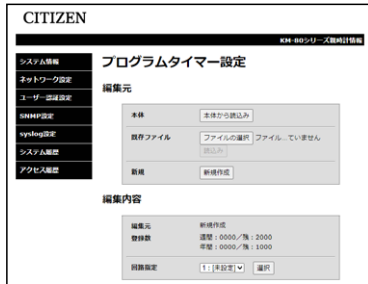 CITIZEN
KM-80シリーズ親時計情報
システム情報
ネットワーク設定
ユーザー認証設定
SNMP設定
syslog設定
システム履歴
アクセス履歴
プログラムタイマー設定
編集元
本体 本体から読込み
既存ファイル ファイルの選択 ファイル...ていません
読込み
新規 新規作成
編集内容
編集元 新規作成
登録数 週間：0000／残：2000
年間：0000／残：1000
回路指定 1：[未設定] 選択